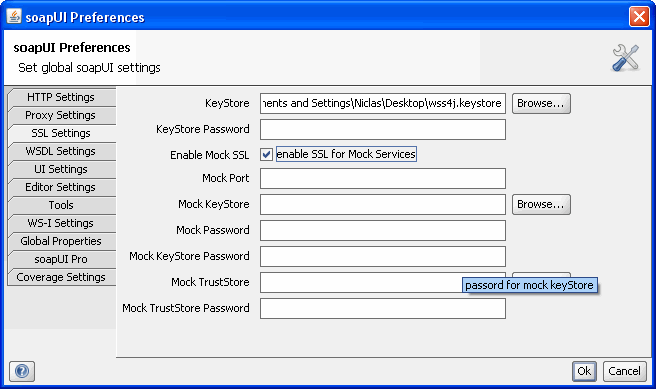 soapUI Preferences
soapUI Preferences
Set global soapUI settings
HTTP Settings
Proxy Settings
SSL Settings
WSDL Settings
UI Settings
Editor Settings
Tools
WS-I Settings
Global Properties
soapUI Pro
Coverage Settings
KeyStore nents and Settings\Niclas\Desktop\wss4j.keystore Browse...
KeyStore Password
Enable Mock SSL enable SSL for Mock Services
Mock Port
Mock KeyStore Browse...
Mock Password
Mock KeyStore Password
Mock TrustStore
passord for mock keyStore
Mock TrustStore Password
? Ok Cancel